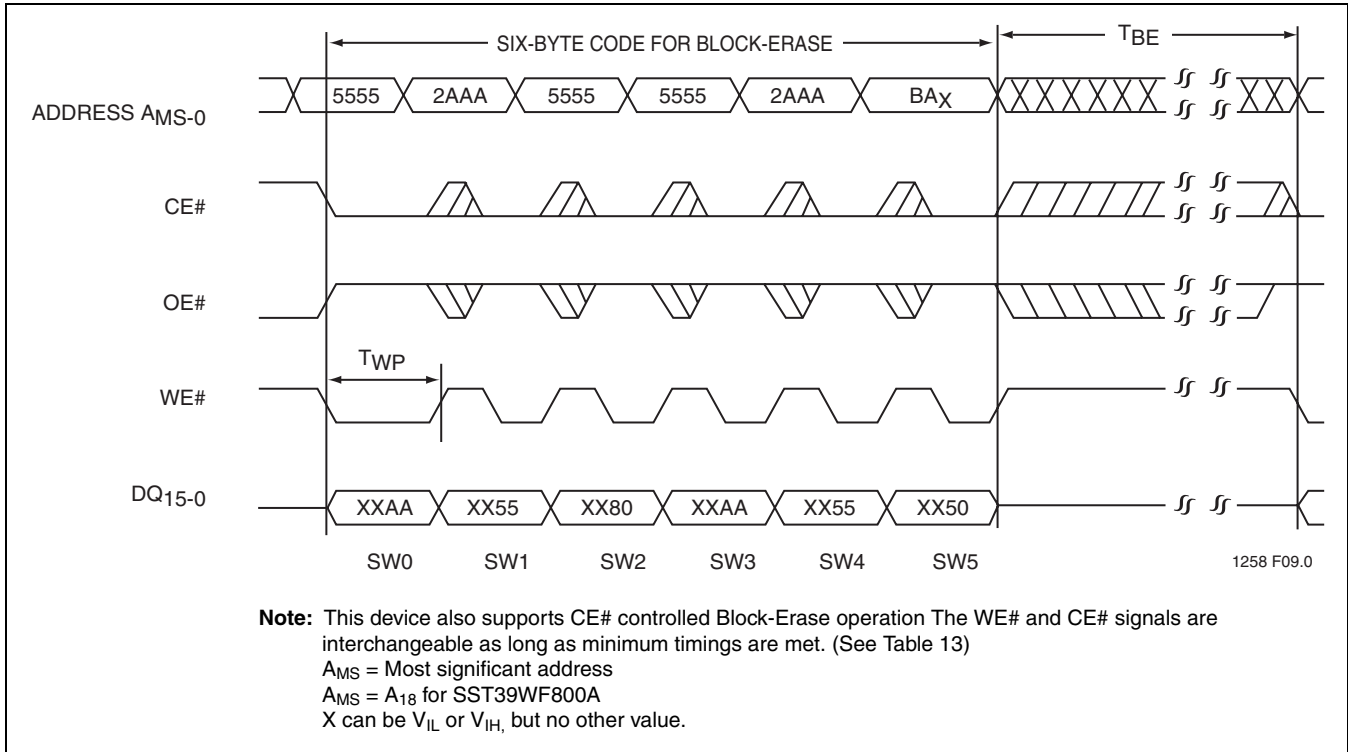 SIX-BYTE CODE FOR BLOCK-ERASE
TBE
ADDRESS AMS-0
5555 2AAA 5555 5555 2AAA BAX
CE#
OE#
TWP
WE#
DQ15-0
XXAA XX55 XX80 XXAA XX55 XX50
SW0 SW1 SW2 SW3 SW4 SW5
1258 F09.0
Note: This device also supports CE# controlled Block-Erase operation The WE# and CE# signals are
interchangeable as long as minimum timings are met. (See Table 13)
AMS = Most significant address
AMS = A18 for SST39WF800A
X can be VIL or VIH, but no other value.